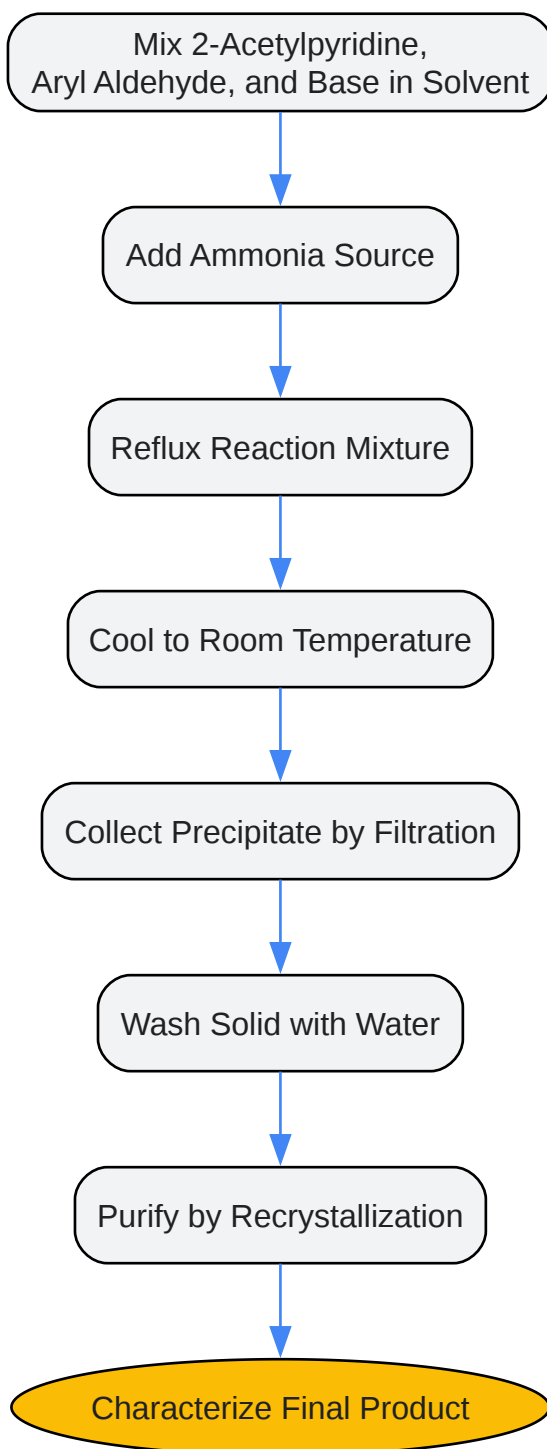 Mix 2-Acetylpyridine,
Aryl Aldehyde, and Base in Solvent
Add Ammonia Source
Reflux Reaction Mixture
Cool to Room Temperature
Collect Precipitate by Filtration
Wash Solid with Water
Purify by Recrystallization
Characterize Final Product